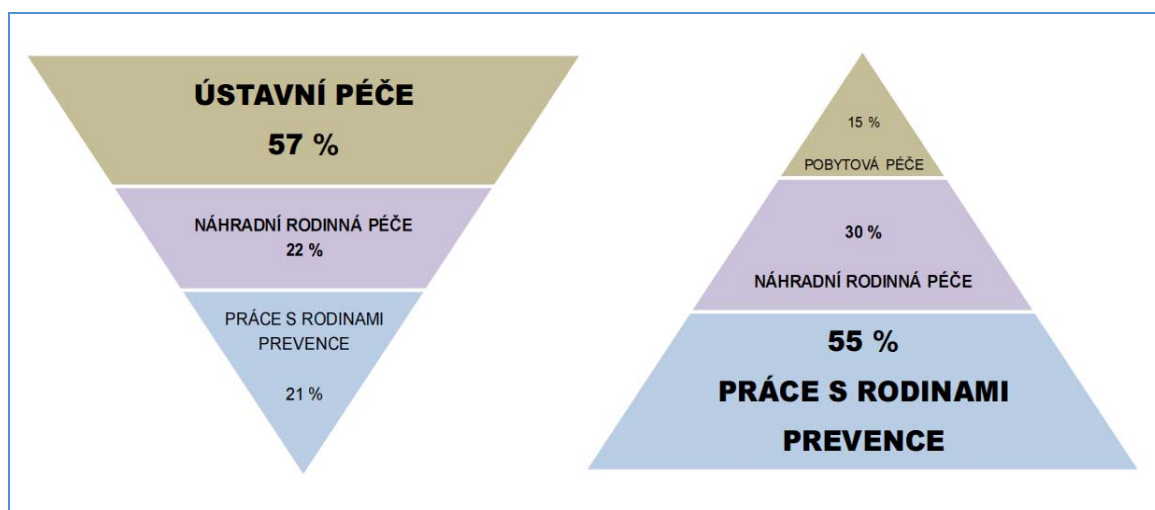 ÚSTAVNÍ PÉČE
57 %
NÁHRADNÍ RODINNÁ PÉČE
22 %
PRÁCE S RODINAMI
PREVENCE
21 %
15 %
POBYTOVÁ PÉČE
30 %
NÁHRADNÍ RODINNÁ PÉČE
55 %
PRÁCE S RODINAMI
PREVENCE